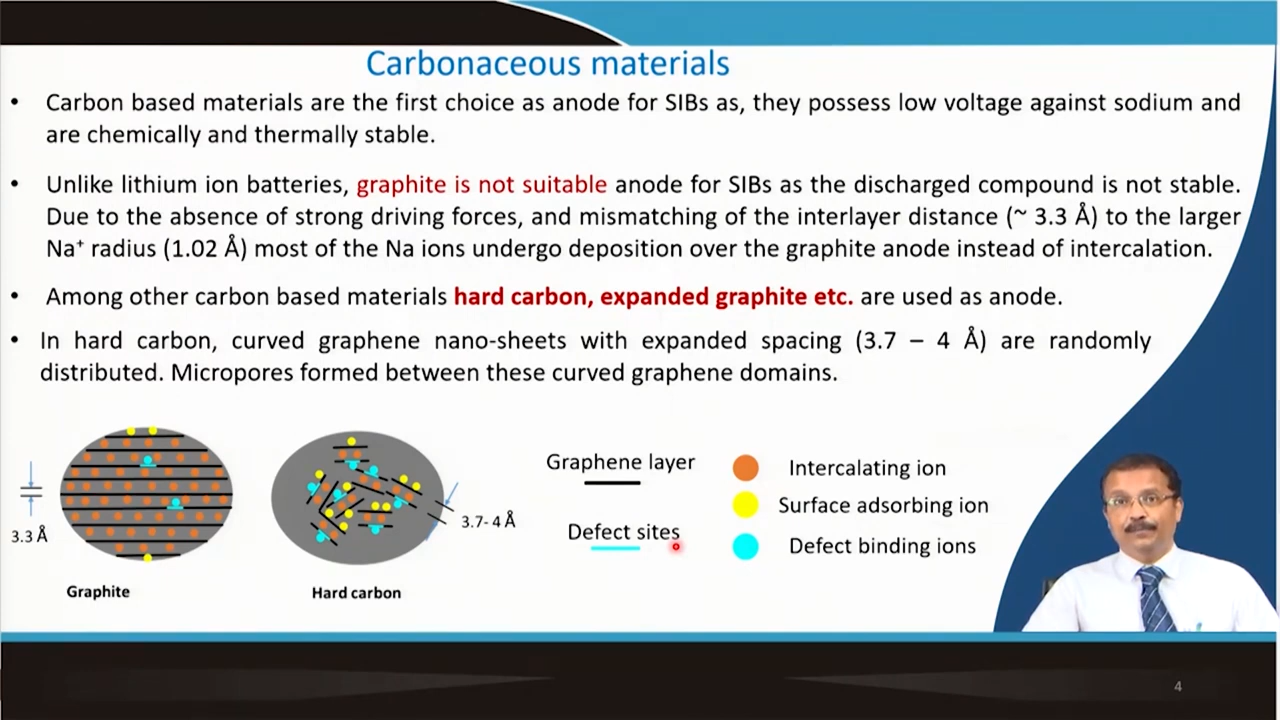 Carbonaceous materials
• Carbon based materials are the first choice as anode for SIBs as, they possess low voltage against sodium and
are chemically and thermally stable.
• Unlike lithium ion batteries, graphite is not suitable anode for SIBs as the discharged compound is not stable.
Due to the absence of strong driving forces, and mismatching of the interlayer distance (~ 3.3 Å) to the larger
Na⁺ radius (1.02 Å) most of the Na ions undergo deposition over the graphite anode instead of intercalation.
• Among other carbon based materials hard carbon, expanded graphite etc. are used as anode.
• In hard carbon, curved graphene nano-sheets with expanded spacing (3.7 – 4 Å) are randomly
distributed. Micropores formed between these curved graphene domains.
3.3 Å
Graphite
3.7- 4 Å
Hard carbon
Graphene layer
Defect sites
Intercalating ion
Surface adsorbing ion
Defect binding ions
4